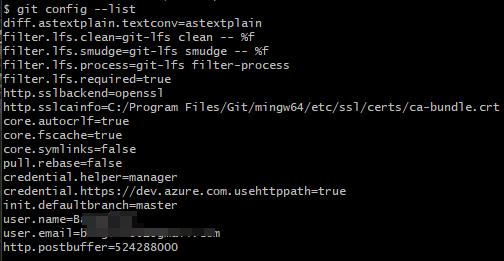 $ git config --list
diff.astextplain.textconv=astextplain
filter.lfs.clean=git-lfs clean -- %f
filter.lfs.smudge=git-lfs smudge -- %f
filter.lfs.process=git-lfs filter-process
filter.lfs.required=true
http.sslbackend=openssl
http.sslcainfo=C:/Program Files/Git/mingw64/etc/ssl/certs/ca-bundle.crt
core.autocrlf=true
core.fscache=true
core.symlinks=false
pull.rebase=false
credential.helper=manager
credential.https://dev.azure.com.usehttppath=true
init.defaultbranch=master
user.name=
user.email=
http.postbuffer=524288000